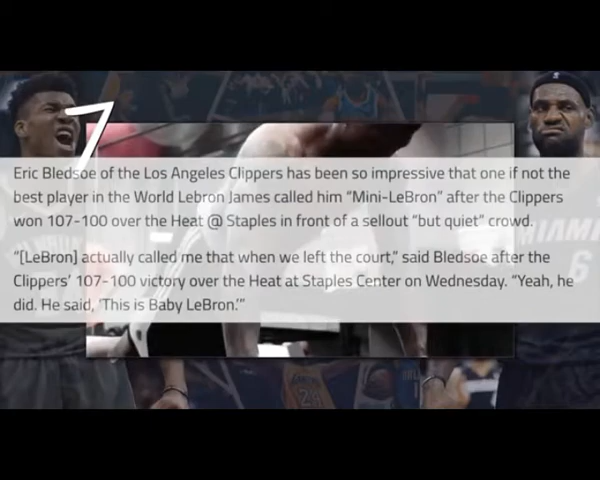 7
Eric Bledsoe of the Los Angeles Clippers has been so impressive that one if not the
best player in the World Lebron James called him “Mini-LeBron” after the Clippers
won 107-100 over the Heat @ Staples in front of a sellout “but quiet” crowd.
“[LeBron] actually called me that when we left the court,” said Bledsoe after the
Clippers’ 107-100 victory over the Heat at Staples Center on Wednesday. “Yeah, he
did. He said, ‘This is Baby LeBron.’”
MIAMI
6